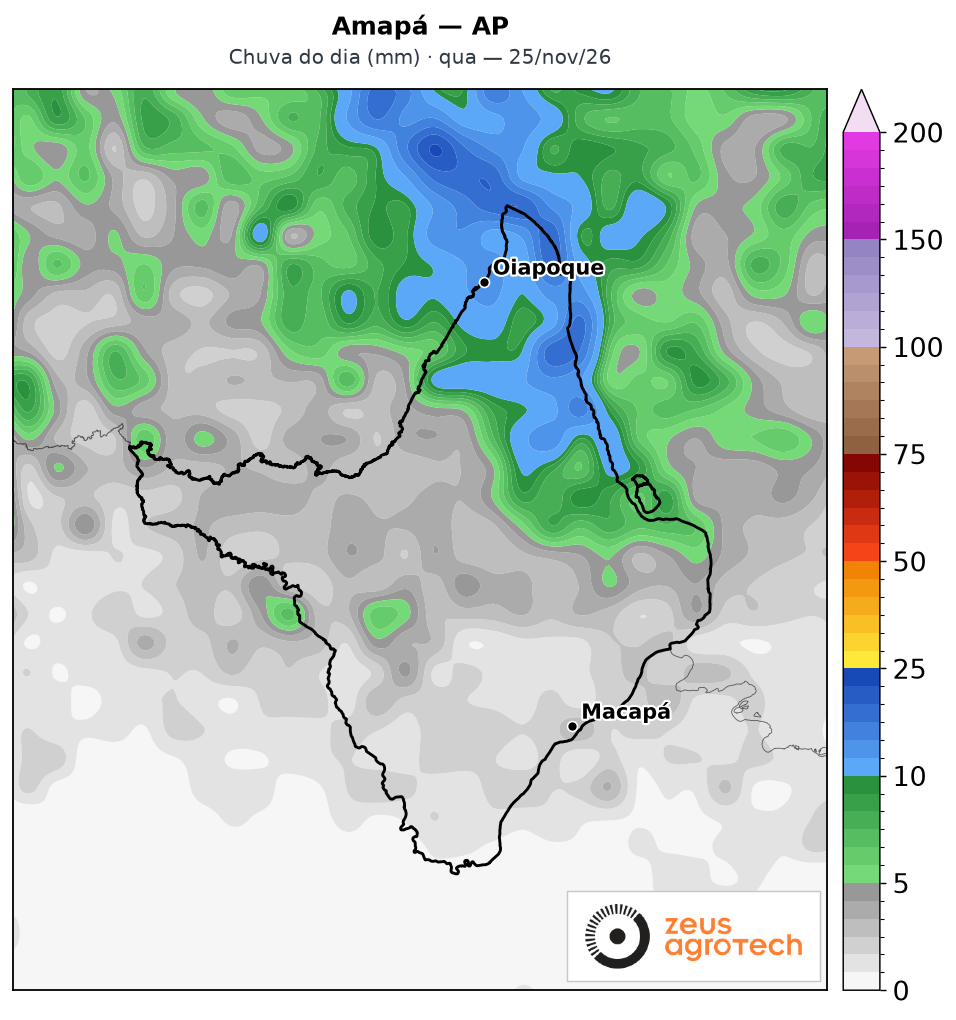 Amapá — AP
Chuva do dia (mm) · qua — 25/nov/26
200
150
100
75
50
25
10
5
0
Oiapoque
Macapá
zeus
agrotech